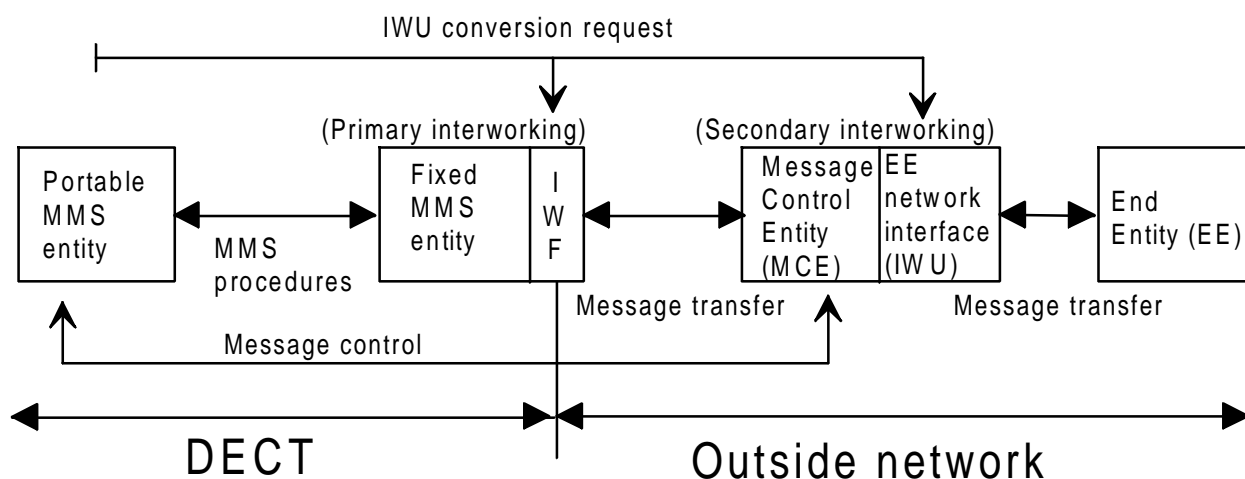 IWU conversion request
(Primary interworking)
(Secondary interworking)
Portable
MMS
entity
MMS
procedures
Fixed
MMS
entity
I
W
F
Message transfer
Message
Control
Entity
(MCE)
EE
network
interface
(IWU)
Message transfer
End
Entity (EE)
Message control
DECT
Outside network